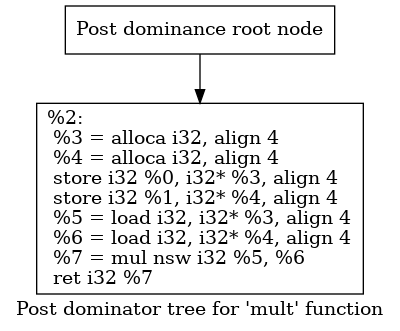 Post dominance root node
%2:
%3 = alloca i32, align 4
%4 = alloca i32, align 4
store i32 %0, i32* %3, align 4
store i32 %1, i32* %4, align 4
%5 = load i32, i32* %3, align 4
%6 = load i32, i32* %4, align 4
%7 = mul nsw i32 %5, %6
ret i32 %7
Post dominator tree for 'mult' function